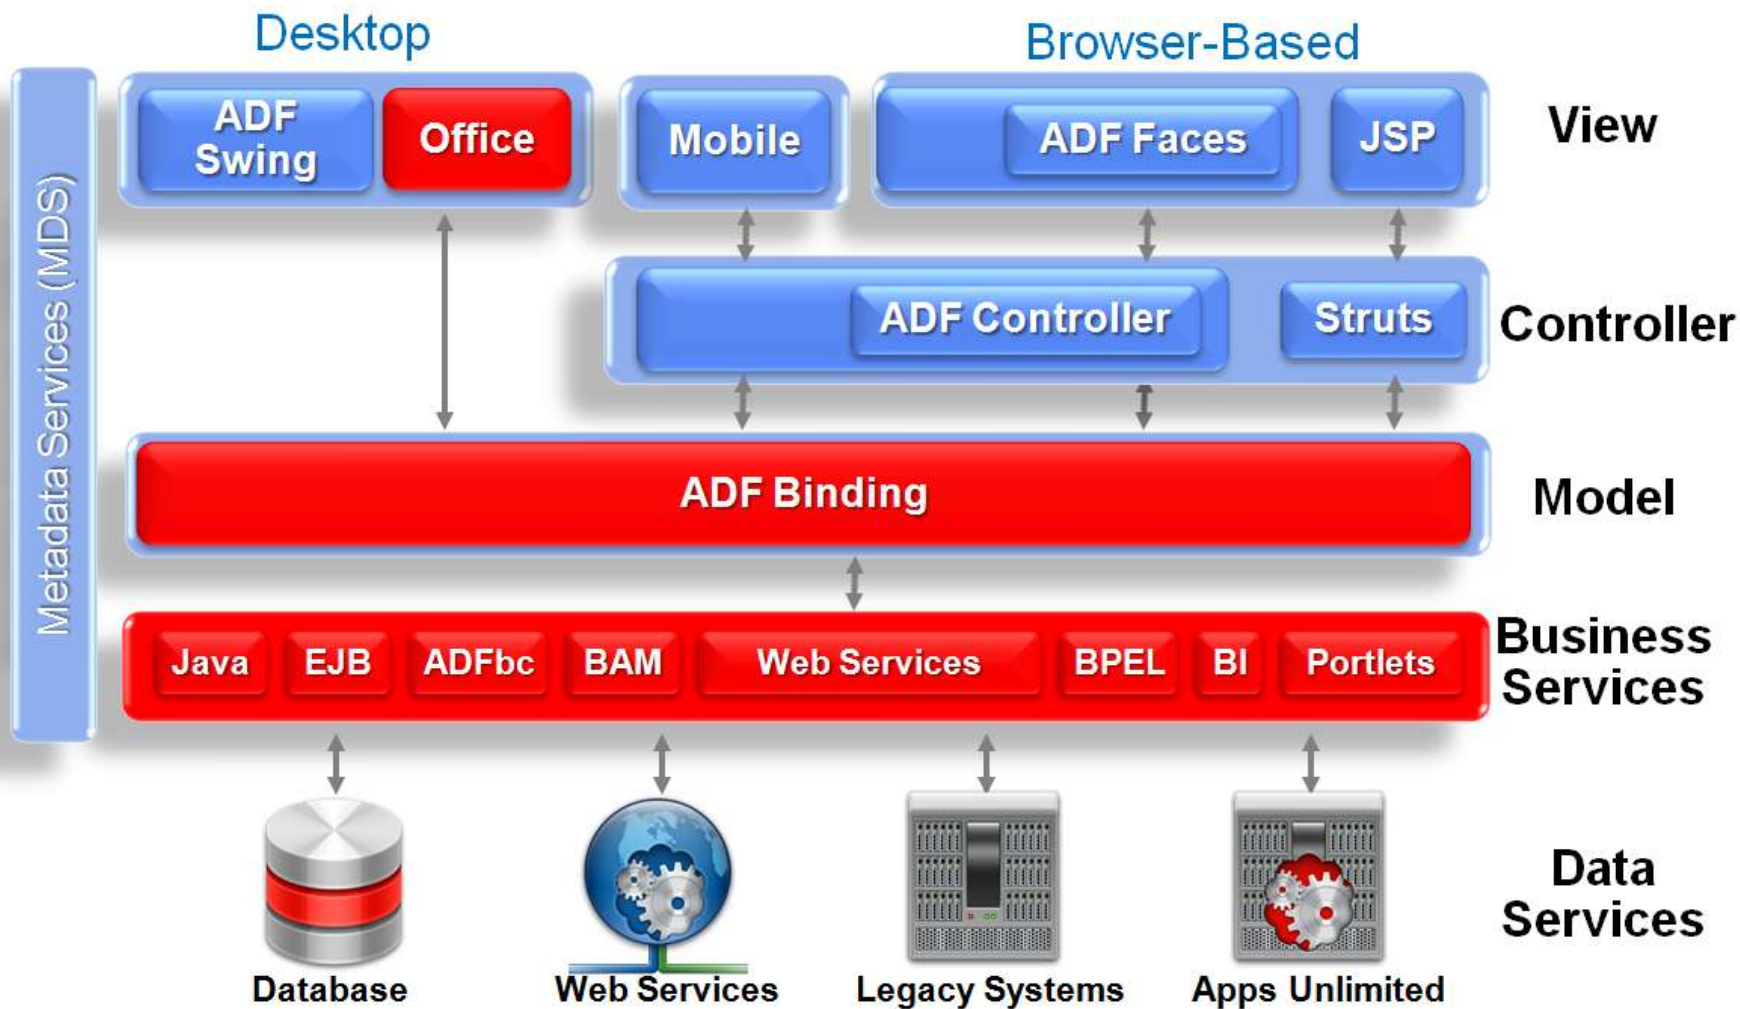 Desktop
Browser-Based
Metadata Services (MDS)
ADF
Swing
Office
Mobile
ADF Faces
JSP
View
ADF Controller
Struts
Controller
ADF Binding
Model
Java
EJB
ADFbc
BAM
Web Services
BPEL
BI
Portlets
Business
Services
Data
Services
Database
Web Services
Legacy Systems
Apps Unlimited